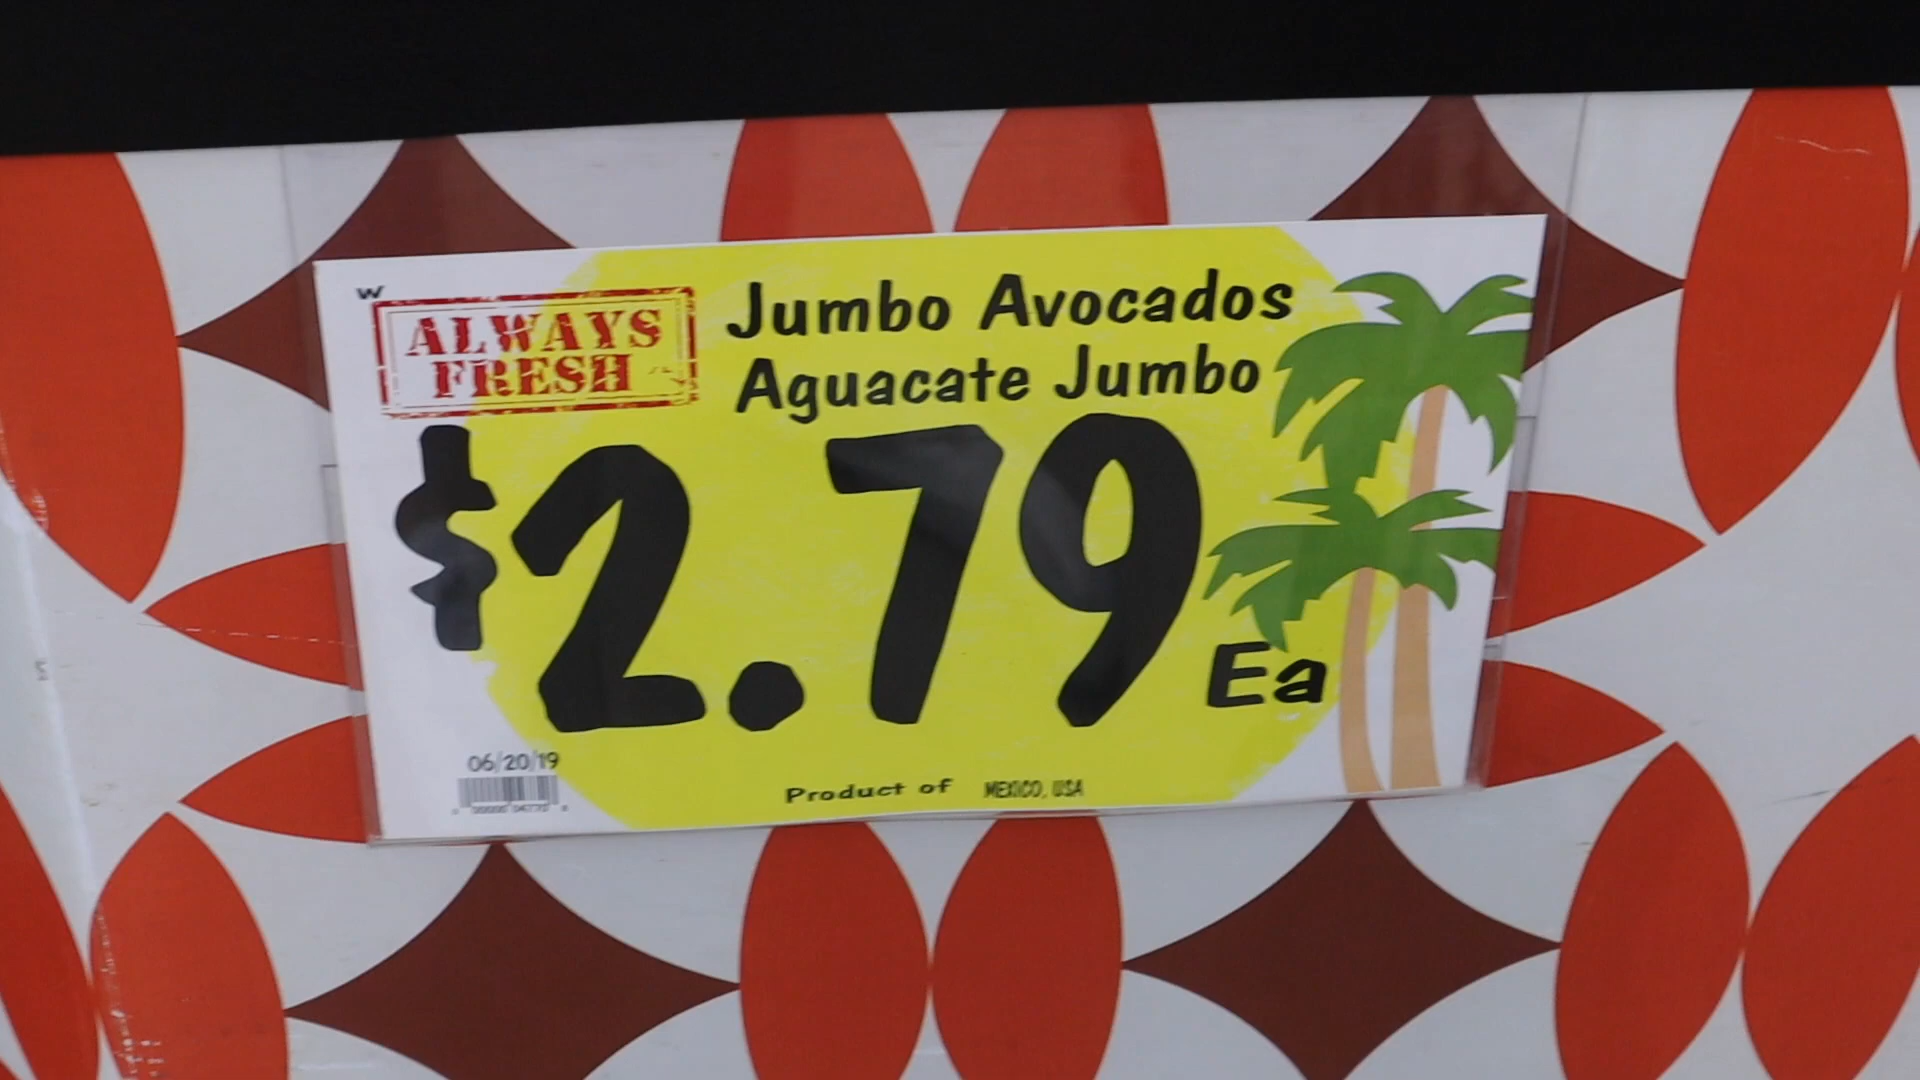 W
ALWAYS
FRESH
Jumbo Avocados
Aguacate Jumbo
$2.79 Ea
06/20/19
Product of MEXICO, USA